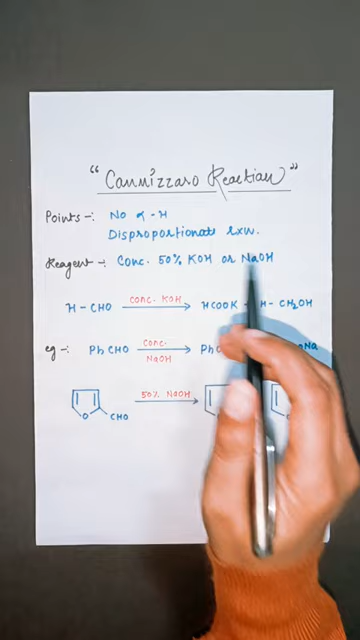 "Cannizzaro Reaction"
Points -: No α -H
Disproportionate rxn.
Reagent -: Conc. 50% KOH or NaOH
H - CHO Conc. KOH HCOOK H - CH2OH
eg -: PhCHO Conc. NaOH
O CHO 50% NaOH